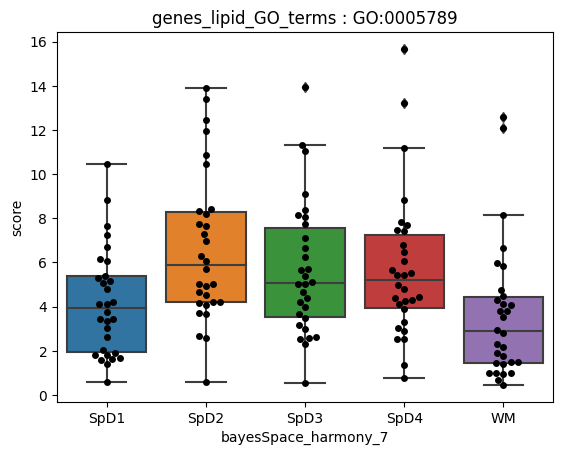 genes_lipid_GO_terms : GO:0005789
score
16
14
12
10
8
6
4
2
0
SpD1 SpD2 SpD3 SpD4 WM
bayesSpace_harmony_7